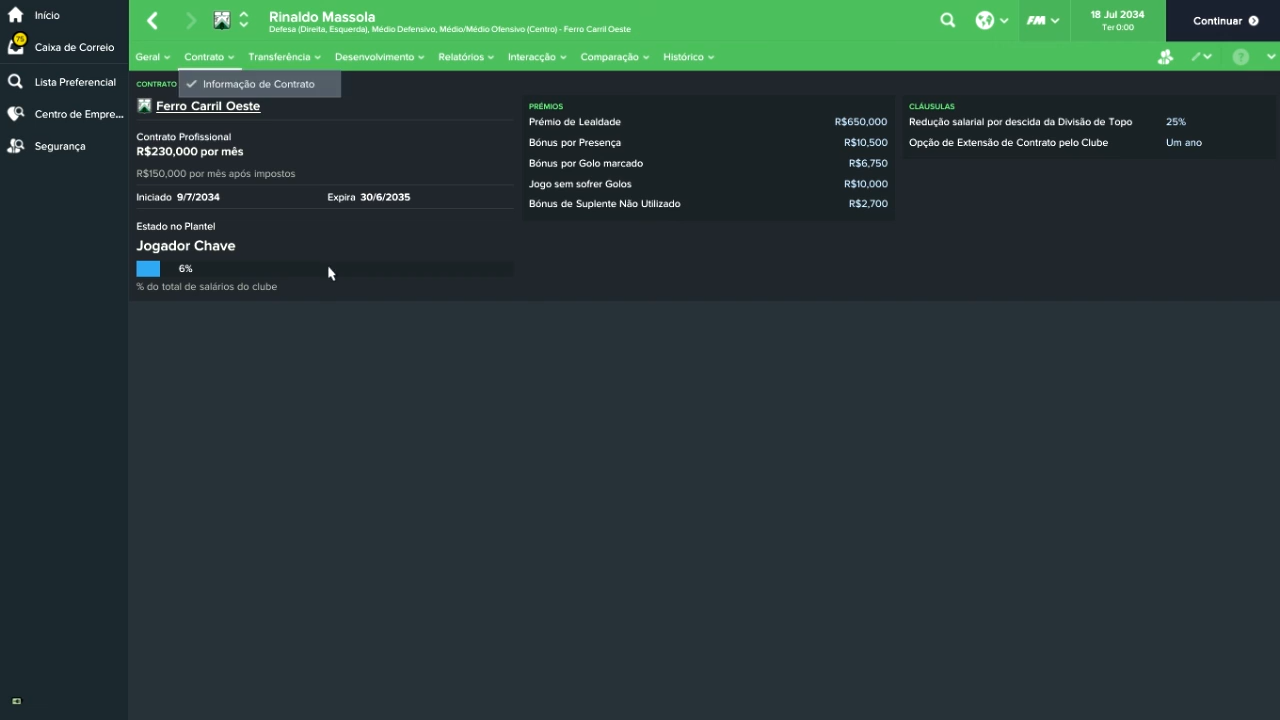 Início
75
Caixa de Correio
Lista Preferencial
Centro de Empre...
Segurança
Rinaldo Massola
Defesa (Direita, Esquerda), Médio Defensivo, Médio/Médio Ofensivo (Centro) - Ferro Carril Oeste
FM
18 Jul 2034
Ter 0:00
Continuar
Geral
Contrato
Transferência
Desenvolvimento
Relatórios
Interacção
Comparação
Histórico
?
CONTRATO
Informação de Contrato
Ferro Carril Oeste
Contrato Profissional
R$230,000 por mês
R$150,000 por mês após impostos
Iniciado 9/7/2034
Expira 30/6/2035
Estado no Plantel
Jogador Chave
6%
% do total de salários do clube
PRÉMIOS
Prémio de Lealdade R$650,000
Bónus por Presença R$10,500
Bónus por Golo marcado R$6,750
Jogo sem sofrer Golos R$10,000
Bónus de Suplente Não Utilizado R$2,700
CLÁUSULAS
Redução salarial por descida da Divisão de Topo 25%
Opção de Extensão de Contrato pelo Clube Um ano